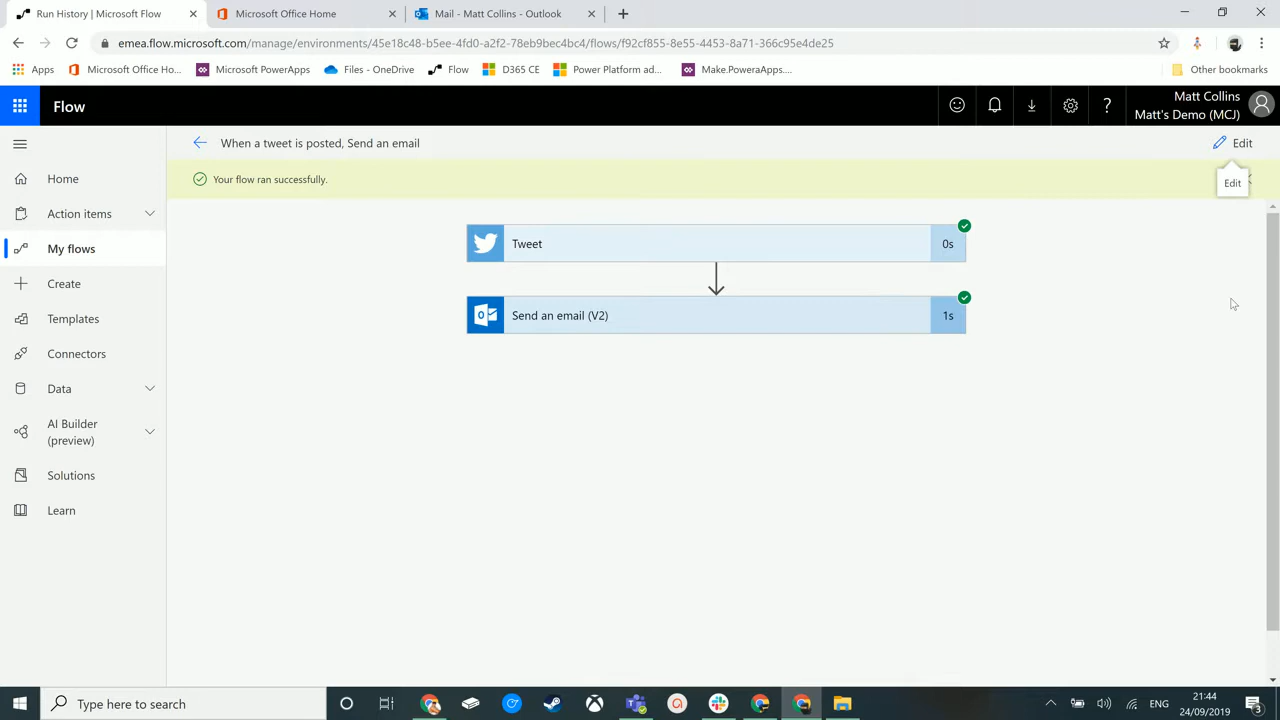 Run History | Microsoft Flow
Microsoft Office Home
Mail - Matt Collins - Outlook
emea.flow.microsoft.com/manage/environments/45e18c48-b5ee-4fd0-a2f2-78eb9bec4bc4/flows/f92cf855-8e55-4453-8a71-366c95e4de25
Apps
Microsoft Office Ho...
Microsoft PowerApps
Files - OneDrive
Flow
D365 CE
Power Platform ad...
Make.PoweraApps....
Other bookmarks
Flow
?
Matt Collins
Matt's Demo (MCJ)
When a tweet is posted, Send an email
Edit
Your flow ran successfully.
Edit
Home
Action items
My flows
Create
Templates
Connectors
Data
AI Builder
(preview)
Solutions
Learn
Tweet
0s
Send an email (V2)
1s
Type here to search
ENG
21:44
24/09/2019
3